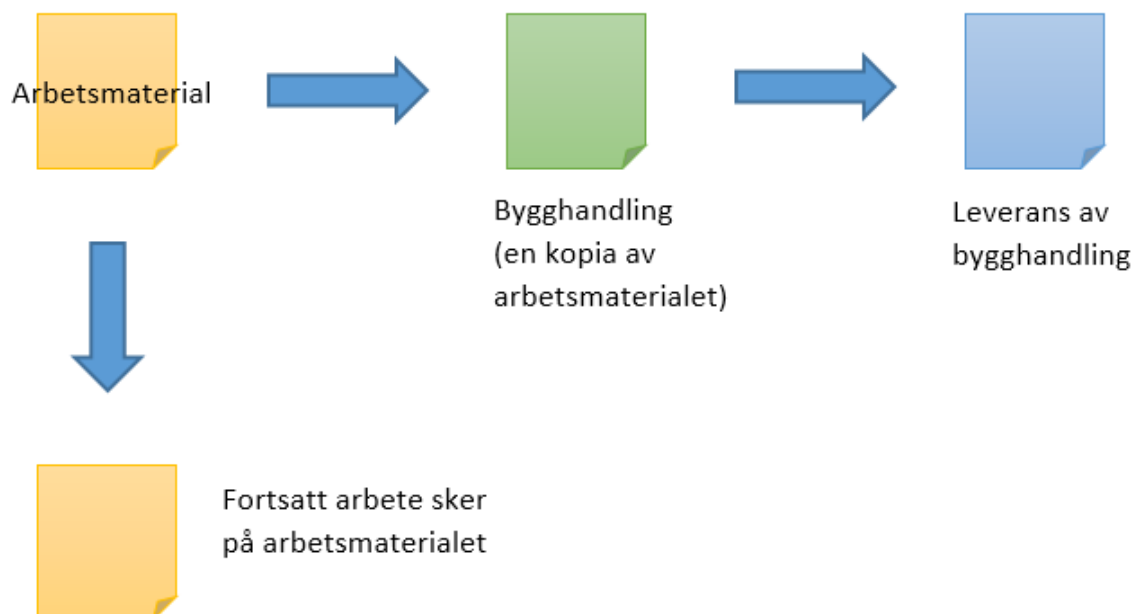 Arbetsmaterial
Bygghandling
(en kopia av
arbetsmaterialet)
Leverans av
bygghandling
Fortsatt arbete sker
på arbetsmaterialet